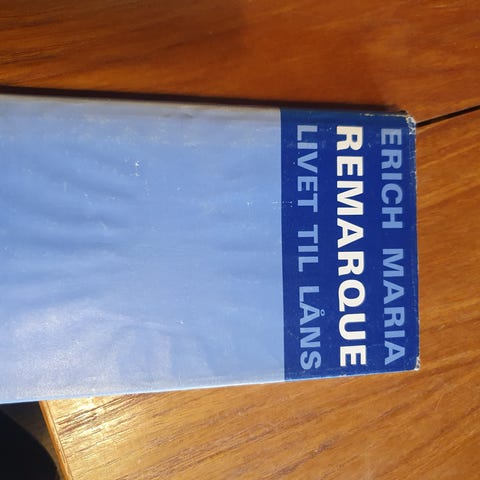 ERICH MARIA
REMARQUE
LIVET TIL LÅNS